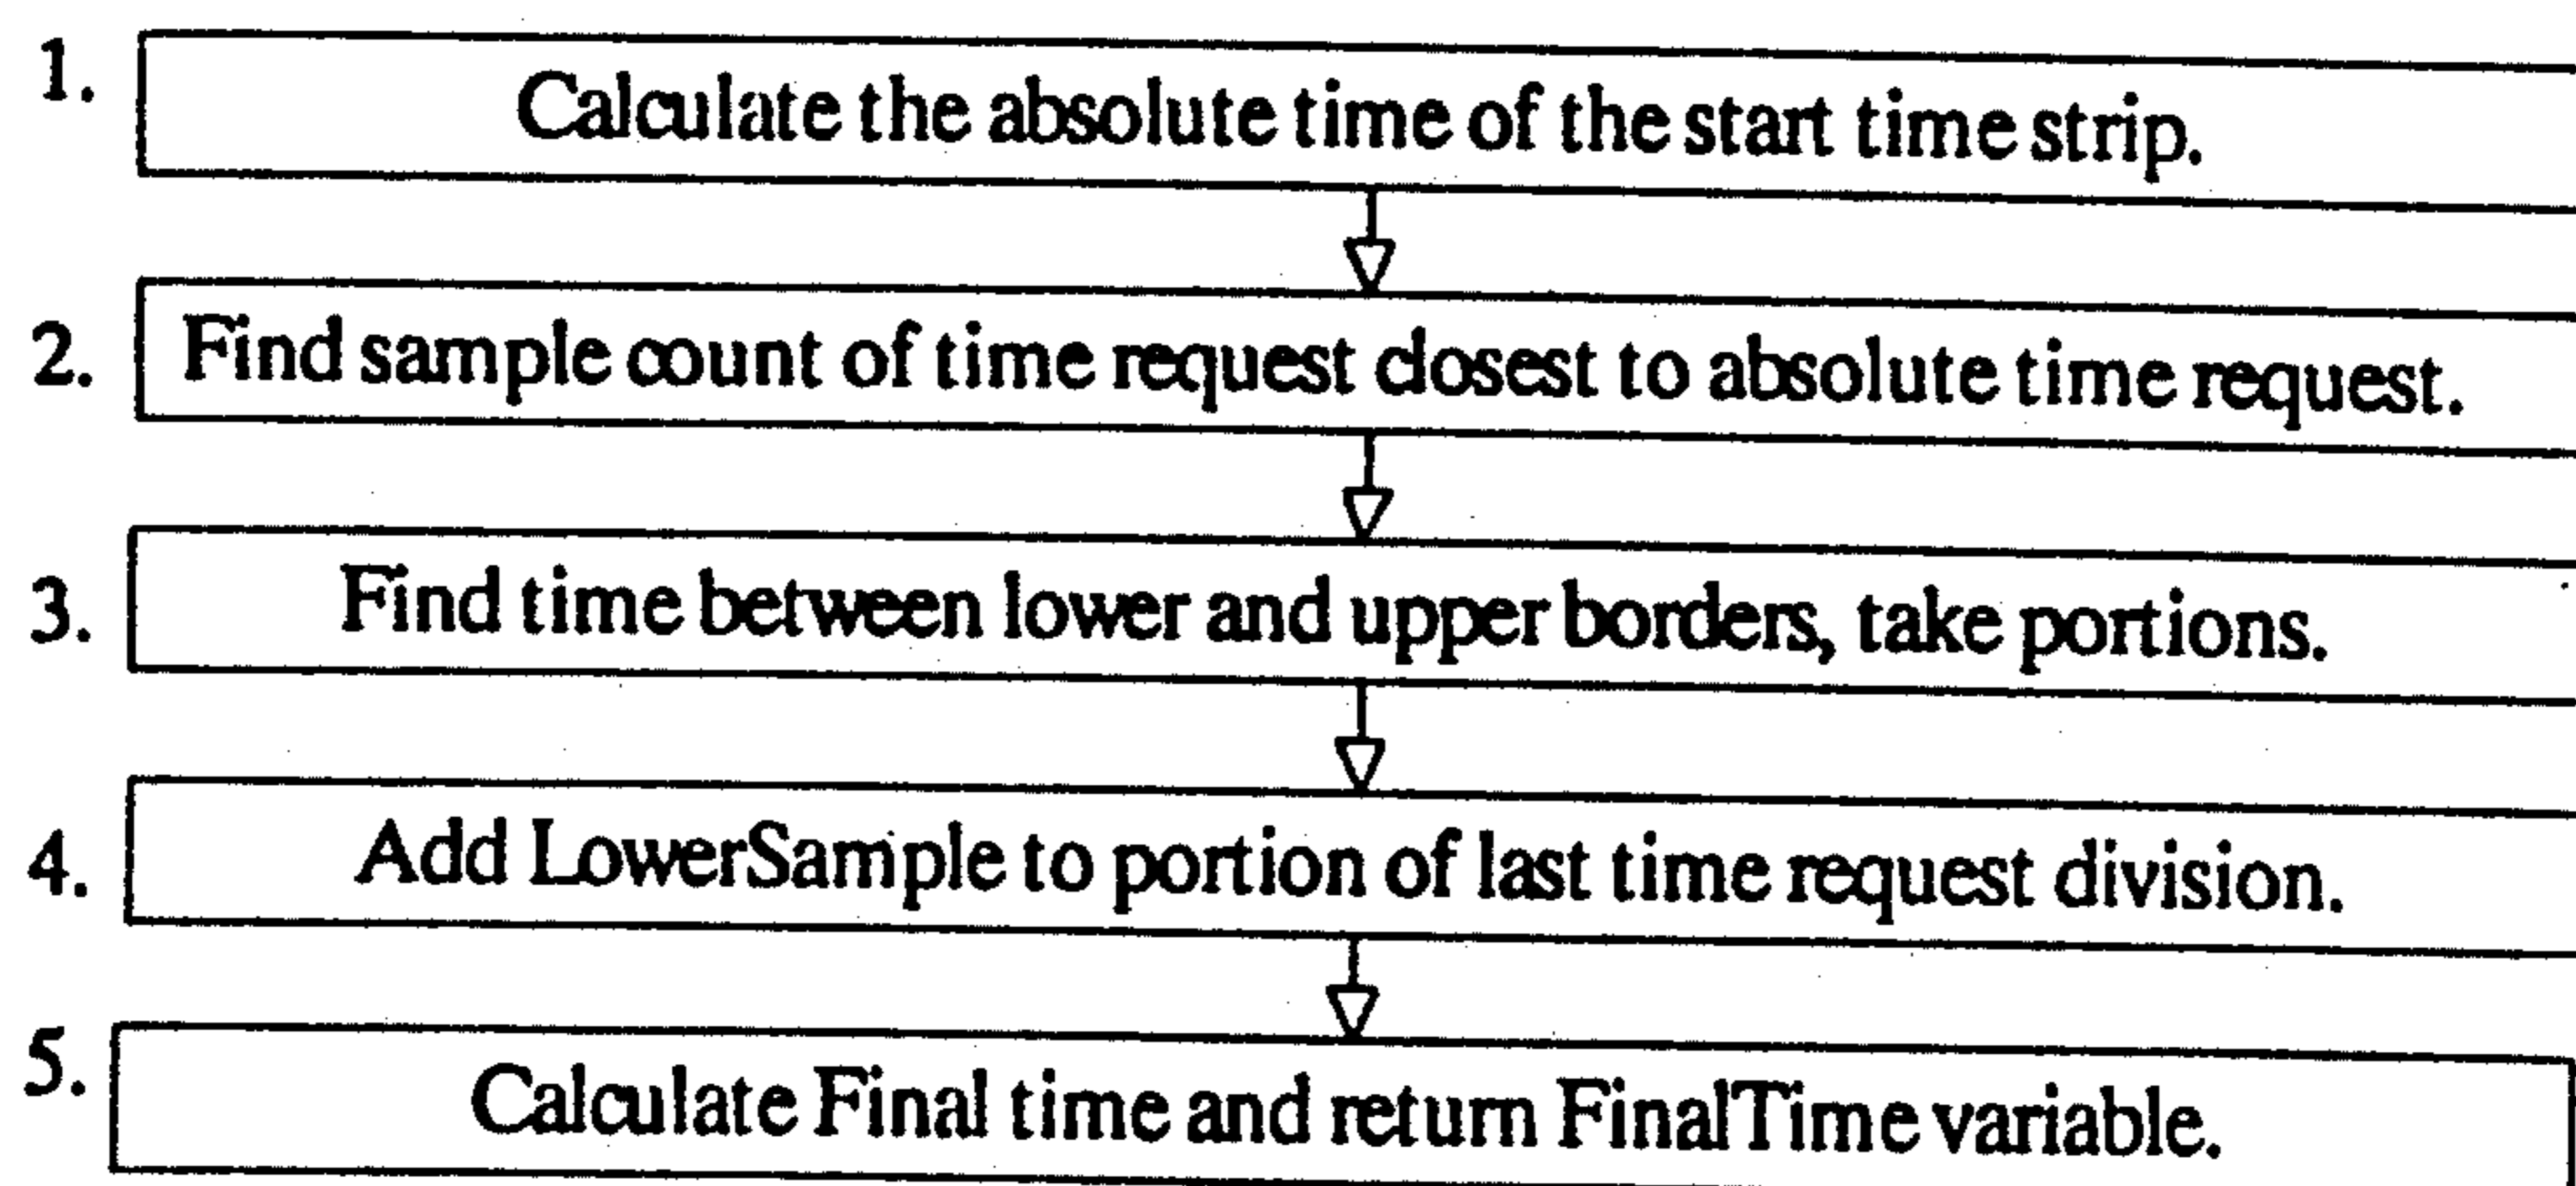 1. Calculate the absolute time of the start time strip.
2. Find sample count of time request closest to absolute time request.
3. Find time between lower and upper borders, take portions.
4. Add LowerSample to portion of last time request division.
5. Calculate Final time and return FinalTime variable.